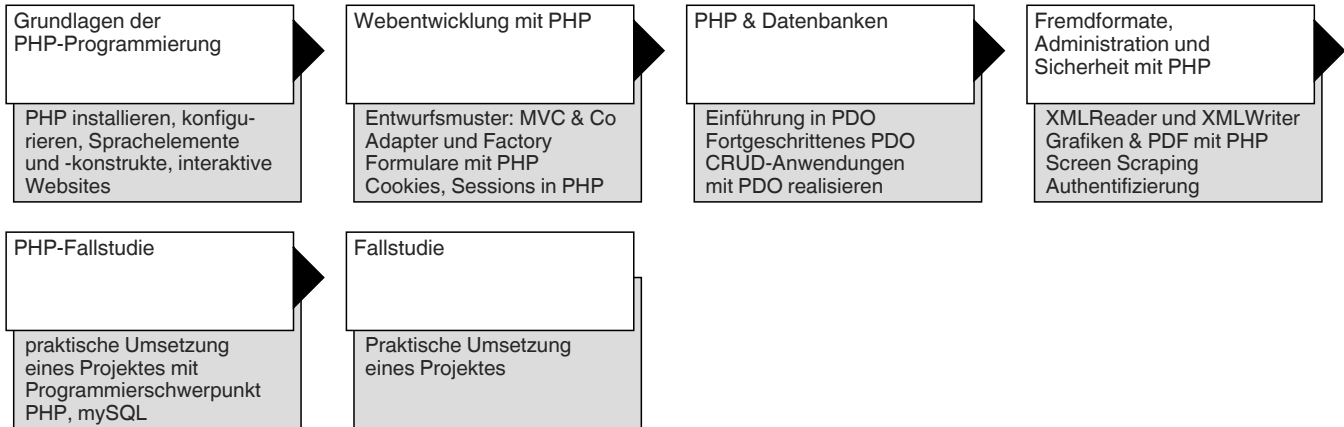 Grundlagen der
PHP-Programmierung
PHP installieren, konfigu-
rieren, Sprachelemente
und -konstrukte, interaktive
Websites
Webentwicklung mit PHP
Entwurfsmuster: MVC & Co
Adapter und Factory
Formulare mit PHP
Cookies, Sessions in PHP
PHP & Datenbanken
Einführung in PDO
Fortgeschrittenes PDO
CRUD-Anwendungen
mit PDO realisieren
Fremdformate,
Administration und
Sicherheit mit PHP
XMLReader und XMLWriter
Grafiken & PDF mit PHP
Screen Scraping
Authentifizierung
PHP-Fallstudie
praktische Umsetzung
eines Projektes mit
Programmierschwerpunkt
PHP, mySQL
Fallstudie
Praktische Umsetzung
eines Projektes